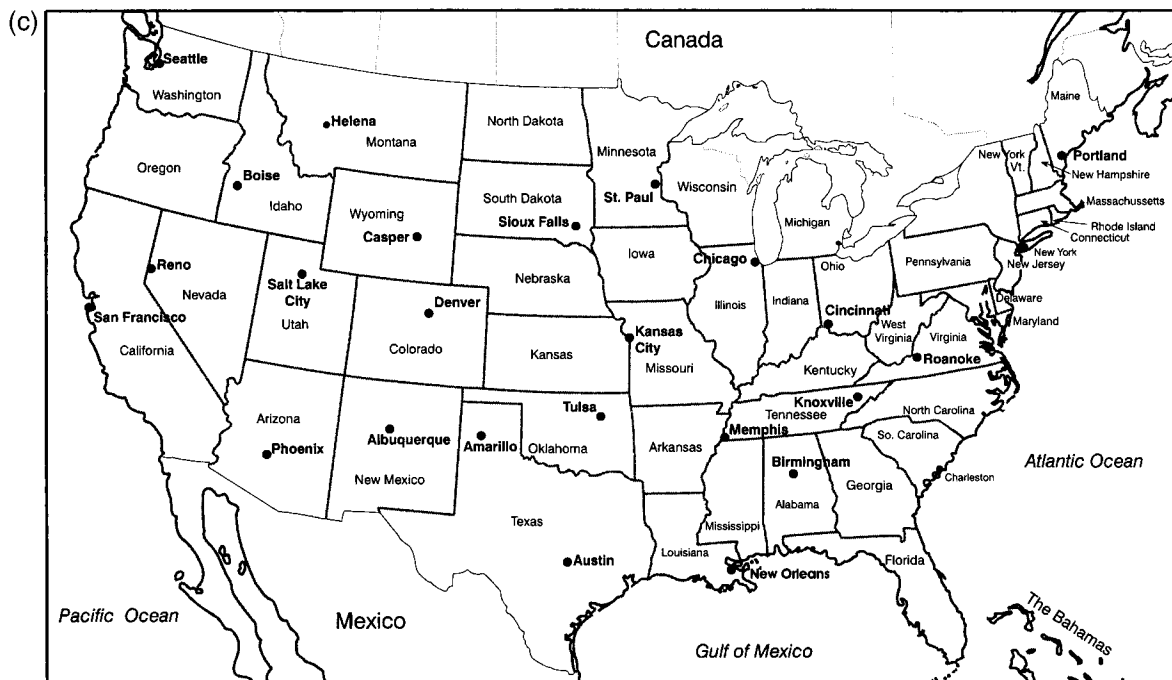 (c)
Canada
Seattle
Washington
Maine
Helena
Montana
North Dakota
Minnesota
Oregon
Boise
Idaho
Wyoming
Casper
South Dakota
Sioux Falls
St. Paul
Wisconsin
Michigan
New York
Vt.
Portland
New Hampshire
Massachussetts
Rhode Island
Connecticut
New York
New Jersey
Reno
Nevada
Salt Lake
City
Utah
Nebraska
Iowa
Chicago
Illinois
Indiana
Ohio
Pennsylvania
Delaware
Maryland
San Francisco
California
Denver
Colorado
Kansas
Kansas
City
Missouri
Cincinnati
West
Virginia
Virginia
Roanoke
Kentucky
Arizona
Phoenix
Albuquerque
New Mexico
Amarillo
Tulsa
Oklahoma
Arkansas
Knoxville
Tennessee
Memphis
North Carolina
So. Carolina
Charleston
Atlantic Ocean
Birmingham
Alabama
Georgia
Texas
Mississippi
Louisiana
Austin
New Orleans
Florida
Pacific Ocean
Mexico
Gulf of Mexico
The Bahamas